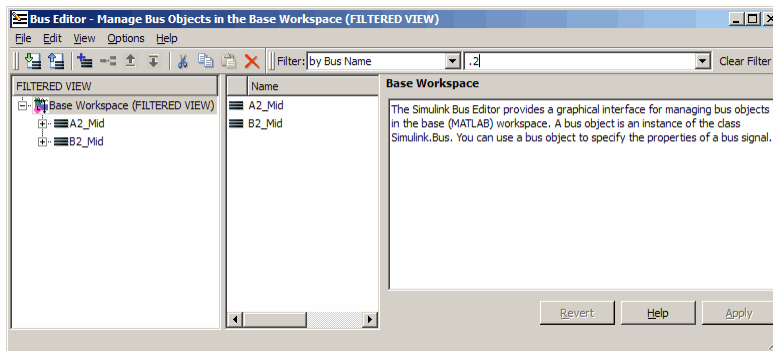 Bus Editor - Manage Bus Objects in the Base Workspace (FILTERED VIEW)
File Edit View Options Help
Filter: by Bus Name .2 Clear Filter
FILTERED VIEW
Base Workspace (FILTERED VIEW)
A2_Mid
B2_Mid
Name
A2_Mid
B2_Mid
Base Workspace
The Simulink Bus Editor provides a graphical interface for managing bus objects
in the base (MATLAB) workspace. A bus object is an instance of the class
Simulink.Bus. You can use a bus object to specify the properties of a bus signal.
Revert Help Apply